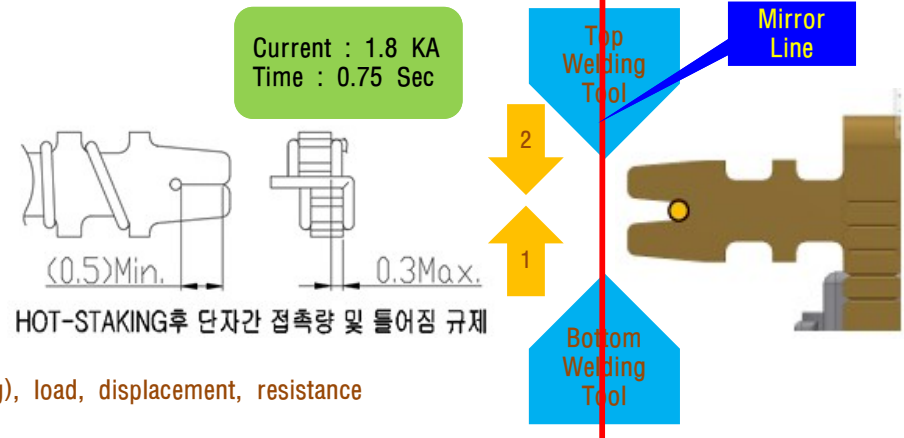 Current : 1.8 KA
Time : 0.75 Sec
Top
Welding
Tool
Mirror
Line
2
1
(0.5)Min.
0.3Max.
HOT-STAKING후 단자간 접촉량 및 틀어짐 규제
Bottom
Welding
Tool
), load, displacement, resistance